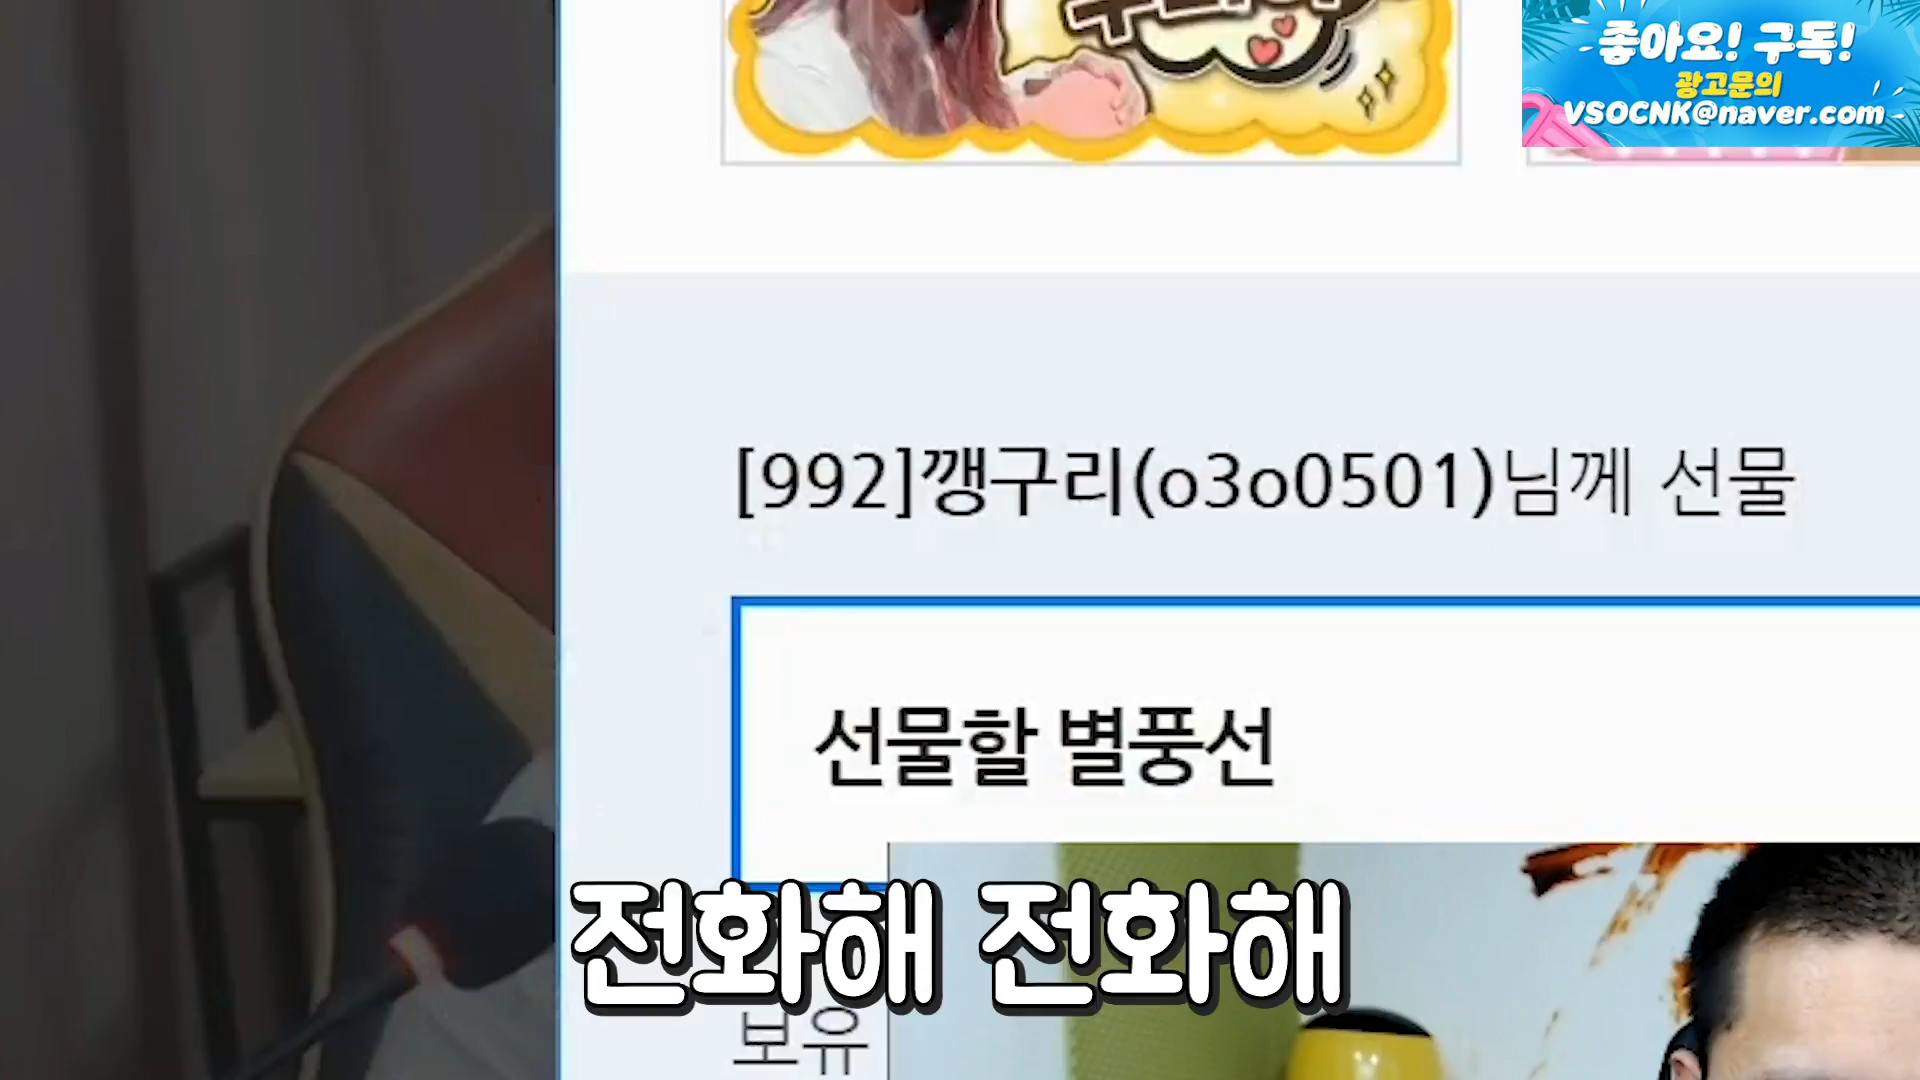 좋아요! 구독!
광고문의
VSOCNK@naver.com
[992]깽구리(o3o0501)님께 선물
선물할 별풍선
전화해 전화해
보유